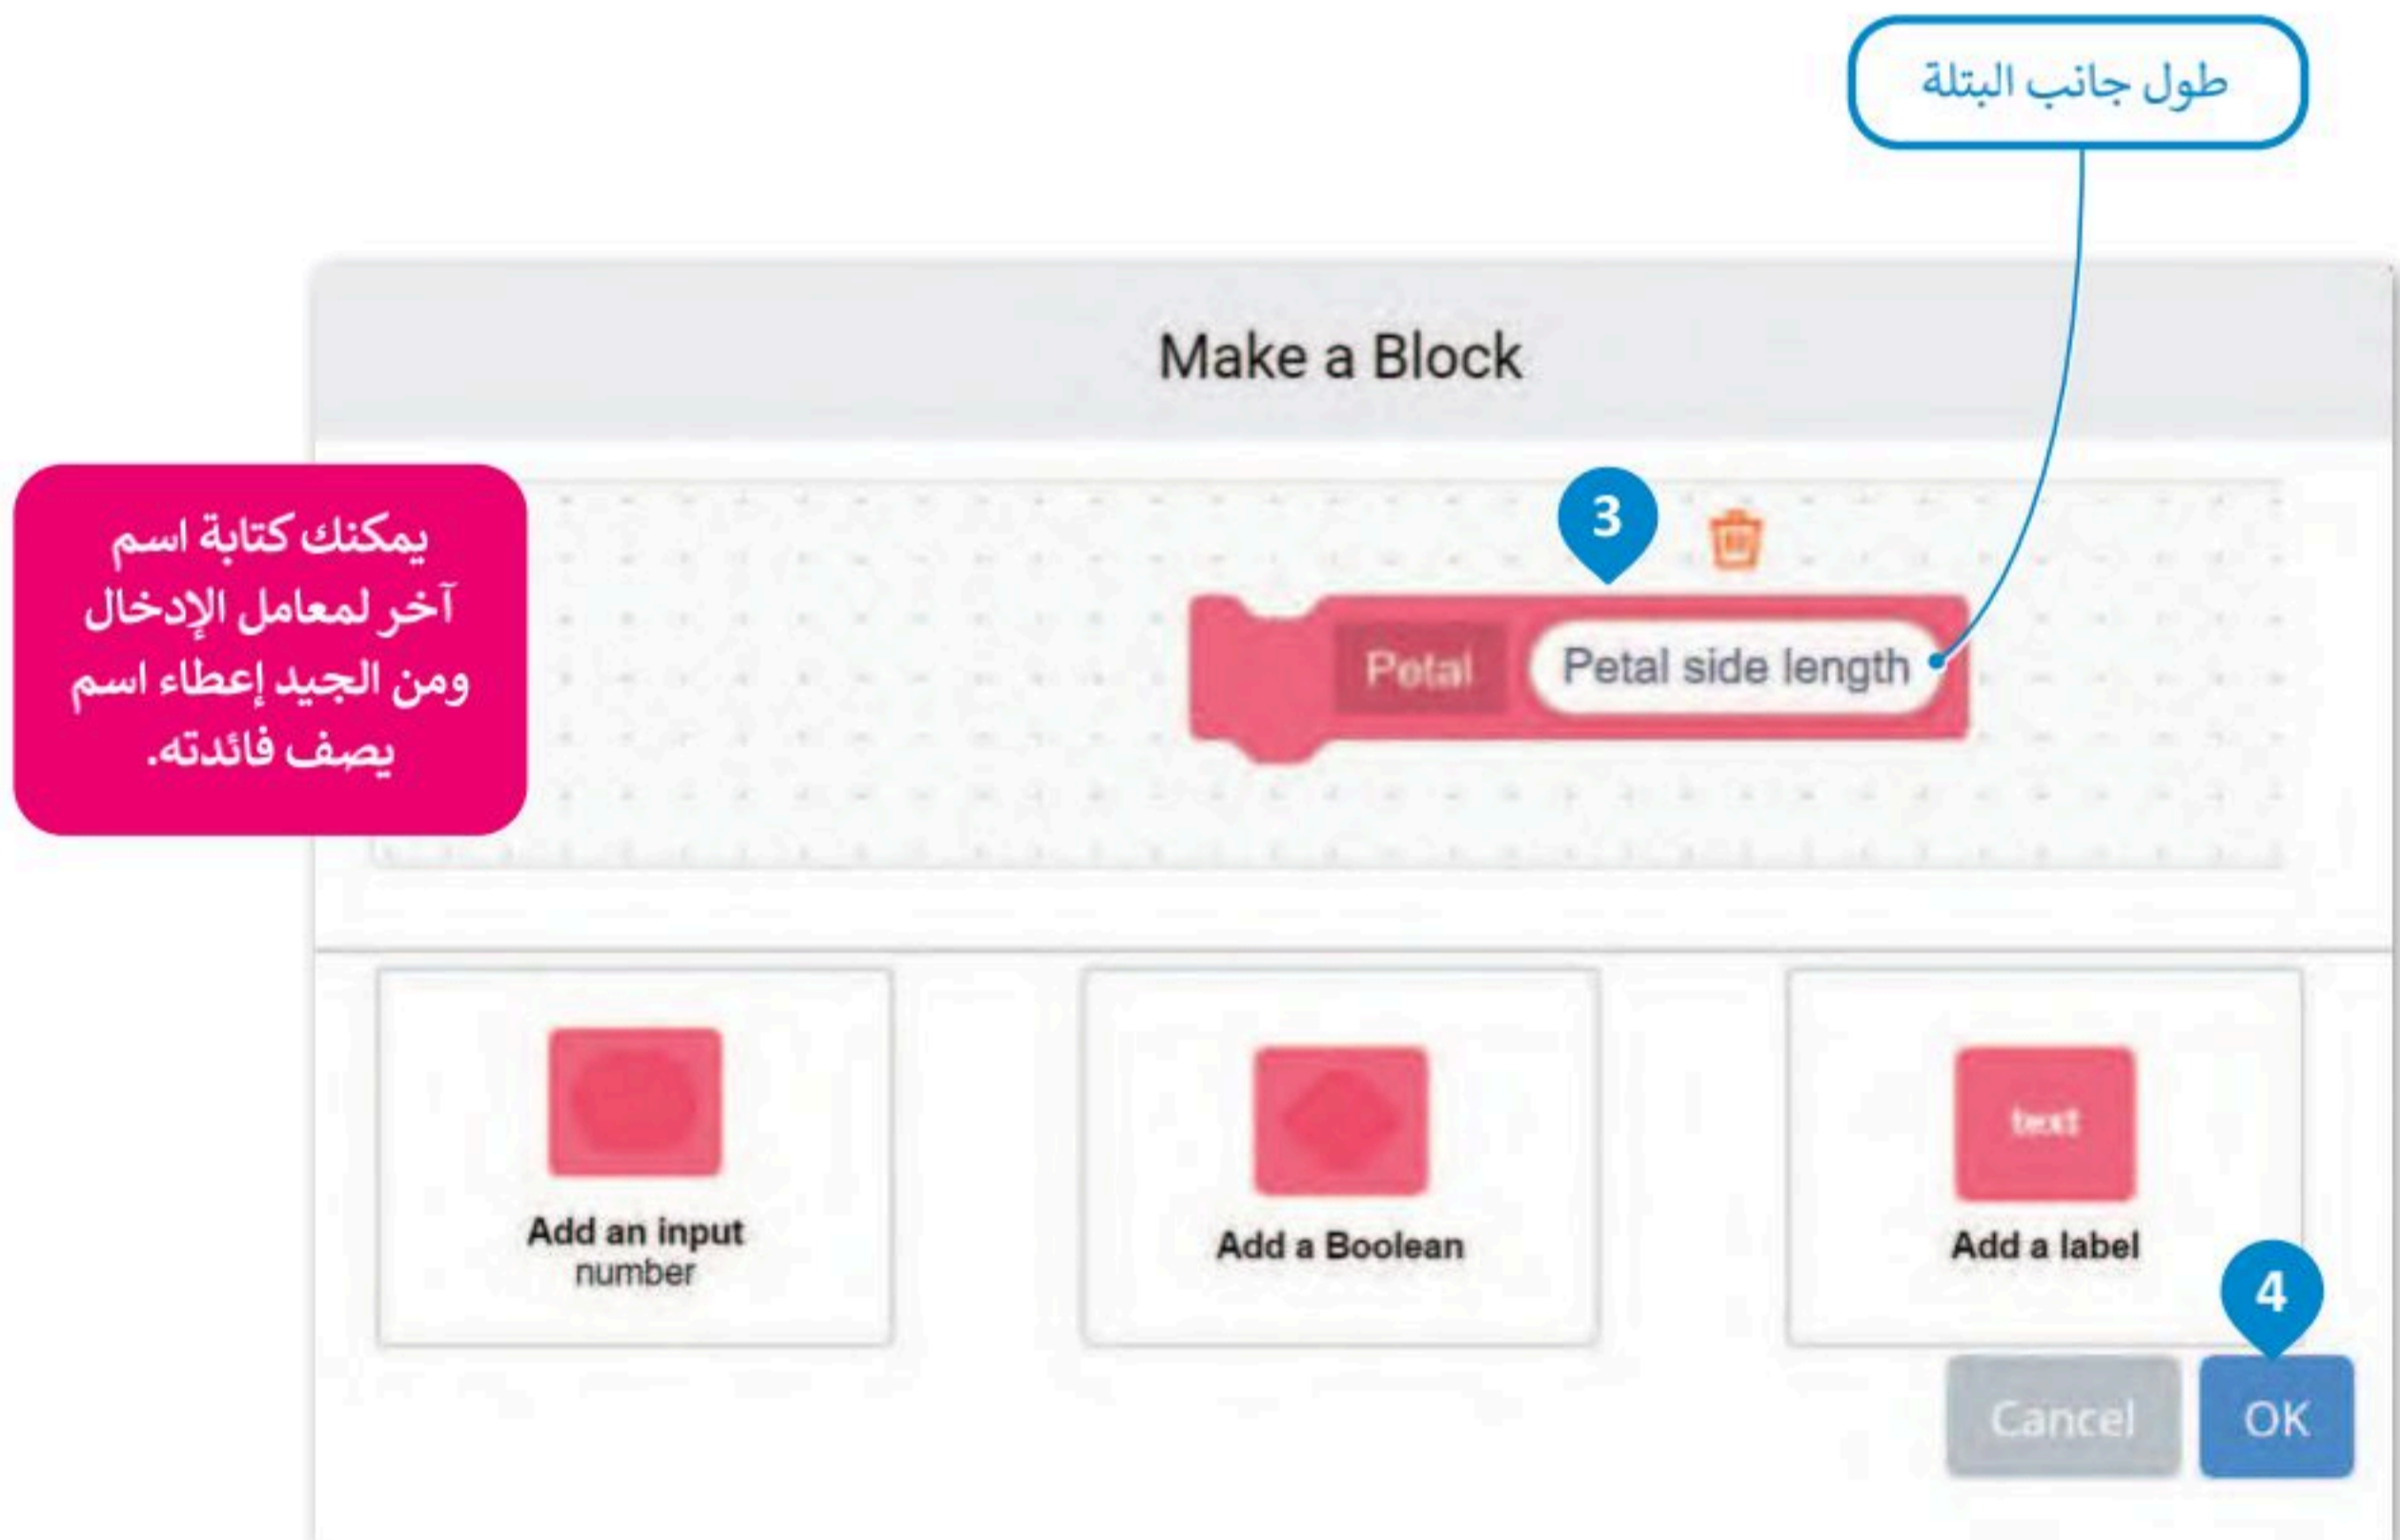 طول جانب البتلة
Make a Block
يمكنك كتابة اسم
آخر لمعامل الإدخال
ومن الجيد إعطاء اسم
يصف فائدته.
3
Petal
Petal side length
text
Add an input
number
Add a Boolean
Add a label
4
Cancel
OK